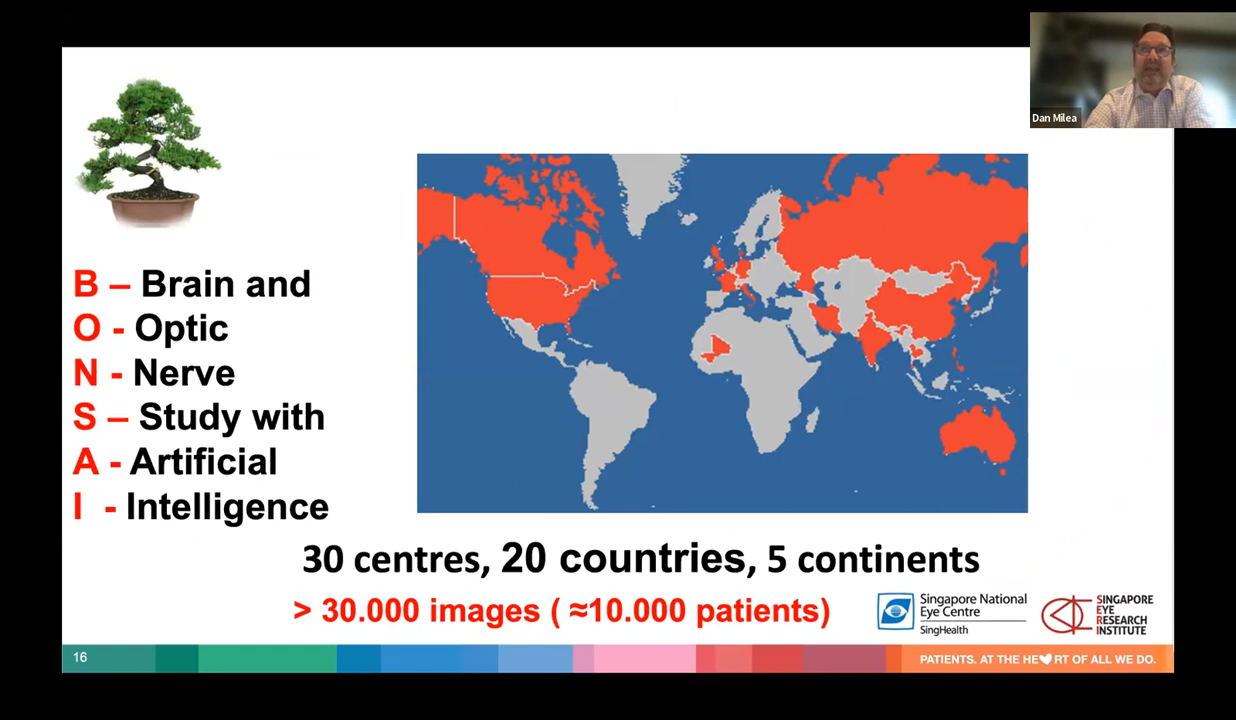 Dan Milea
B – Brain and
O - Optic
N - Nerve
S – Study with
A - Artificial
I - Intelligence
30 centres, 20 countries, 5 continents
> 30.000 images ( ≈10.000 patients)
Singapore National
Eye Centre
SingHealth
SINGAPORE
EYE
RESEARCH
INSTITUTE
16
PATIENTS. AT THE HE♥RT OF ALL WE DO.